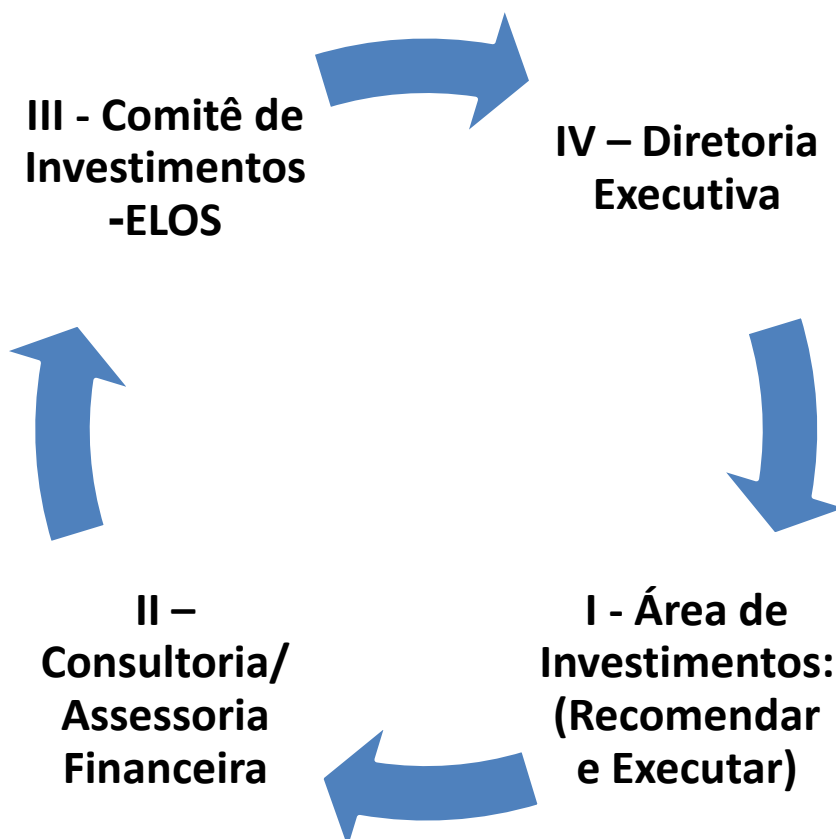 III - Comitê de
Investimentos
-ELOS
IV – Diretoria
Executiva
II –
Consultoria/
Assessoria
Financeira
I - Área de
Investimentos:
(Recomendar
e Executar)